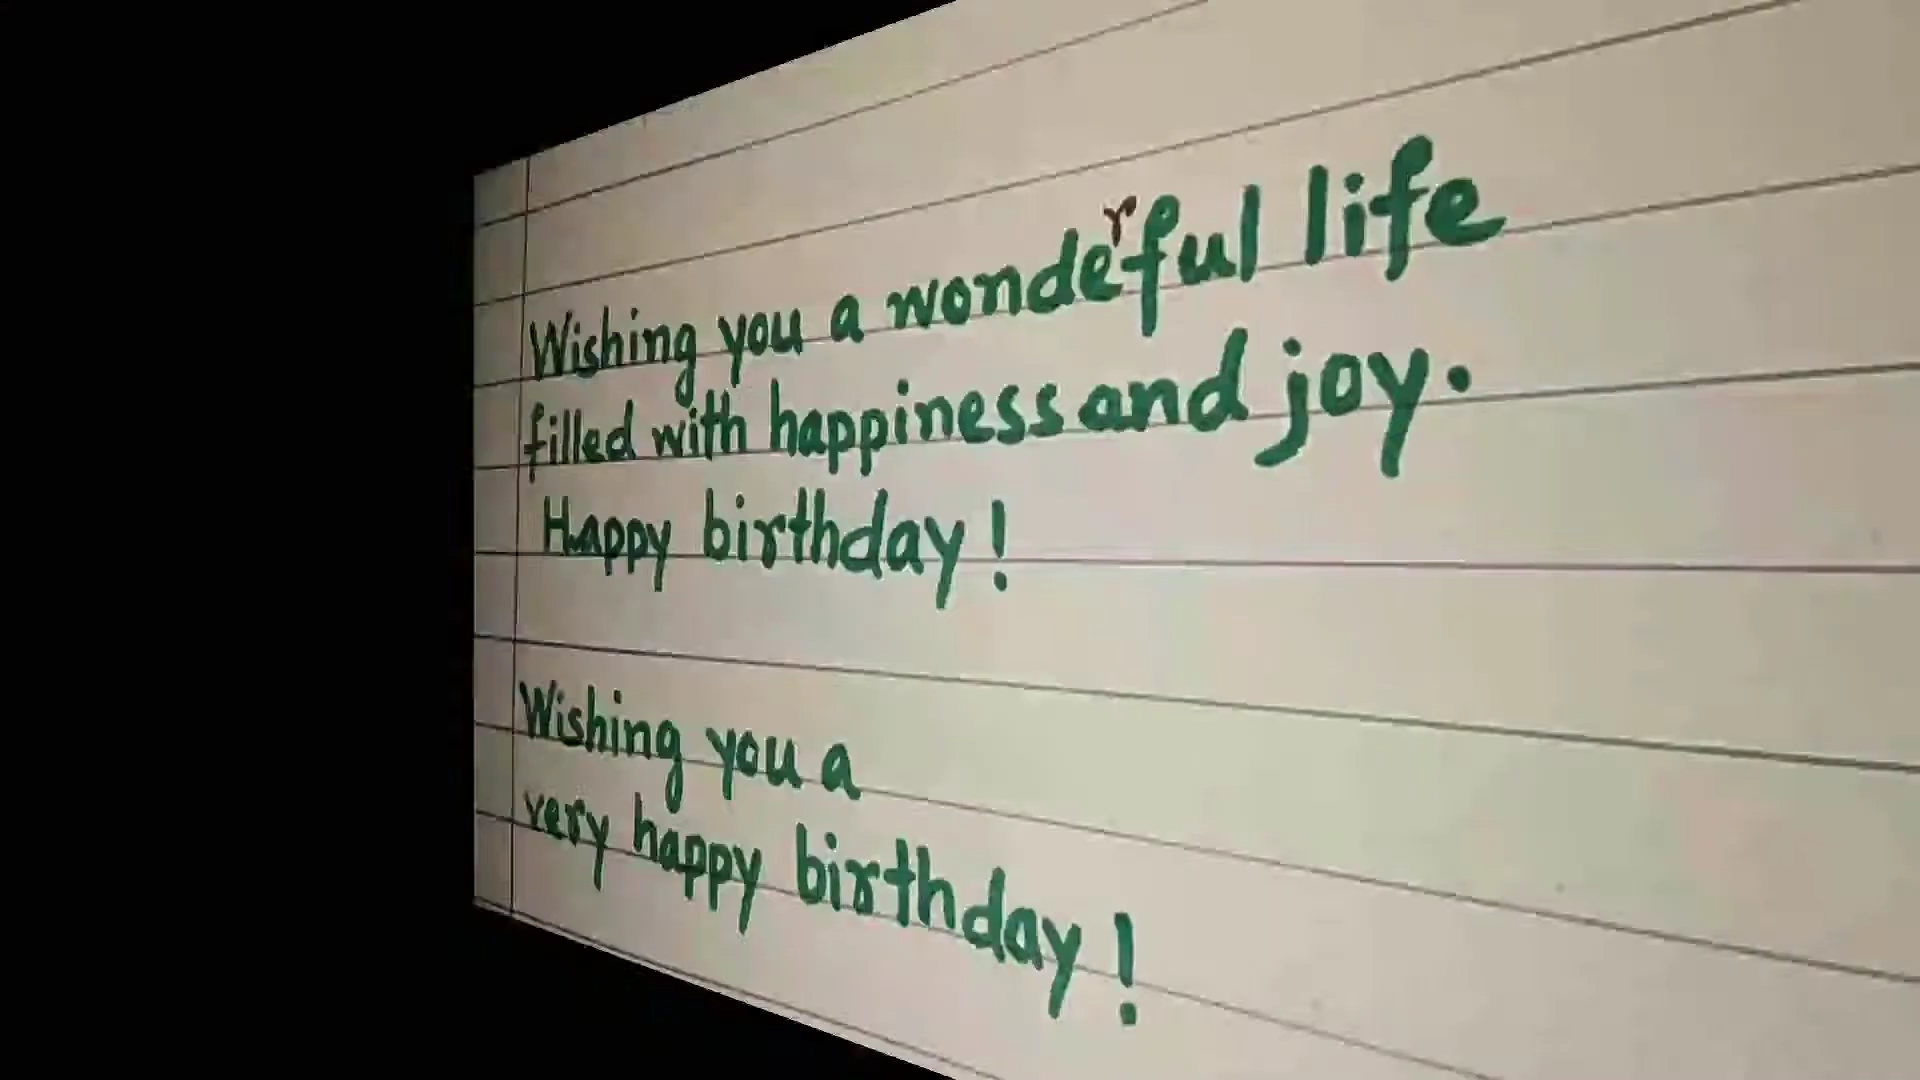 Wishing you a wonderful life
filled with happiness and joy.
Happy birthday!
Wishing you a
very happy birthday!